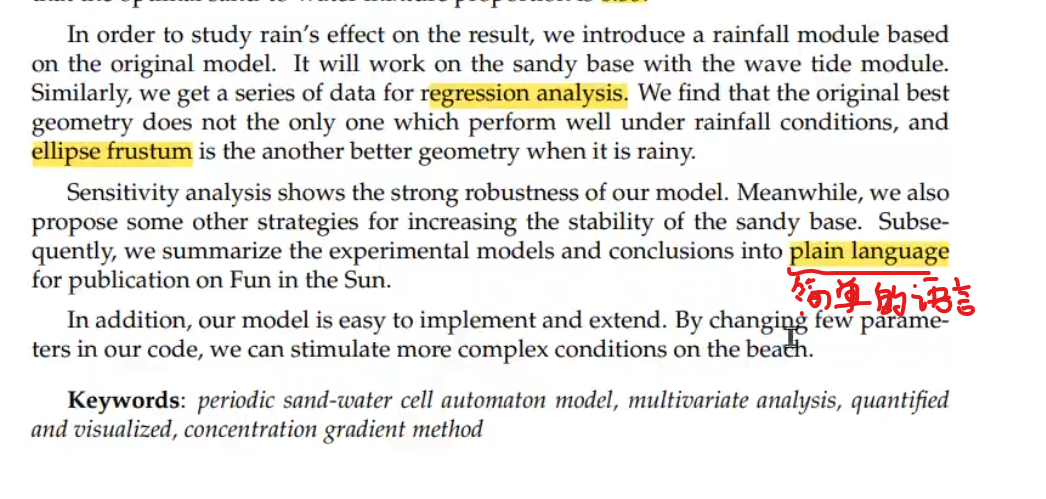 In order to study rain's effect on the result, we introduce a rainfall module based
on the original model. It will work on the sandy base with the wave tide module.
Similarly, we get a series of data for regression analysis. We find that the original best
geometry does not the only one which perform well under rainfall conditions, and
ellipse frustum is the another better geometry when it is rainy.
Sensitivity analysis shows the strong robustness of our model. Meanwhile, we also
propose some other strategies for increasing the stability of the sandy base. Subse-
quently, we summarize the experimental models and conclusions into plain language
for publication on Fun in the Sun.
简单的语言
In addition, our model is easy to implement and extend. By changing few parame-
ters in our code, we can stimulate more complex conditions on the beach.
Keywords: periodic sand-water cell automaton model, multivariate analysis, quantified
and visualized, concentration gradient method